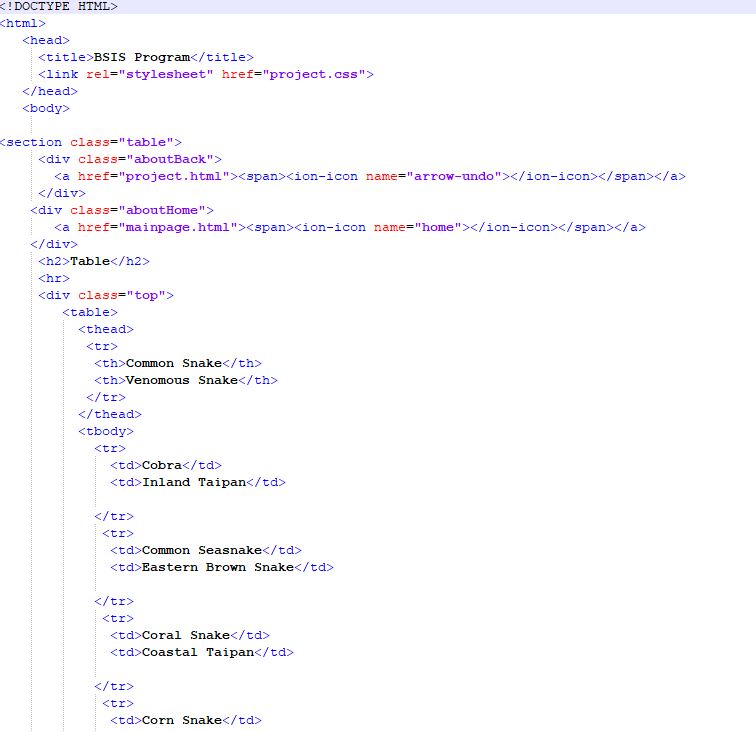 <!DOCTYPE HTML>
<html>
<head>
<title>BSIS Program</title>
<link rel="stylesheet" href="project.css">
</head>
<body>
<section class="table">
<div class="aboutBack">
<a href="project.html"><span><ion-icon name="arrow-undo"></ion-icon></span></a>
</div>
<div class="aboutHome">
<a href="mainpage.html"><span><ion-icon name="home"></ion-icon></span></a>
</div>
<h2>Table</h2>
<hr>
<div class="top">
<table>
<thead>
<tr>
<th>Common Snake</th>
<th>Venomous Snake</th>
</tr>
</thead>
<tbody>
<tr>
<td>Cobra</td>
<td>Inland Taipan</td>
</tr>
<tr>
<td>Common Seasnake</td>
<td>Eastern Brown Snake</td>
</tr>
<tr>
<td>Coral Snake</td>
<td>Coastal Taipan</td>
</tr>
<tr>
<td>Corn Snake</td>